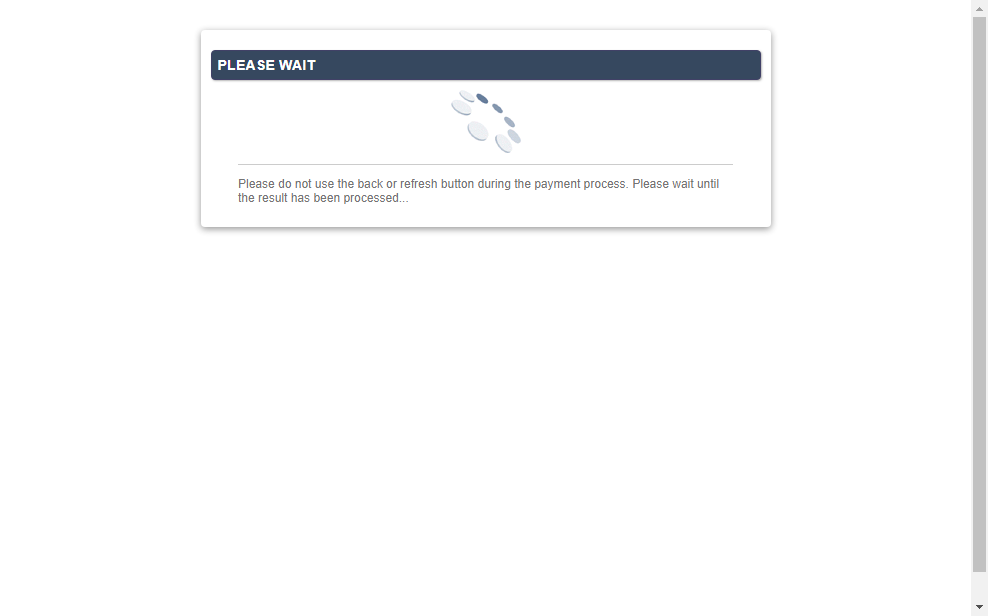 PLEASE WAIT
Please do not use the back or refresh button during the payment process. Please wait until
the result has been processed...